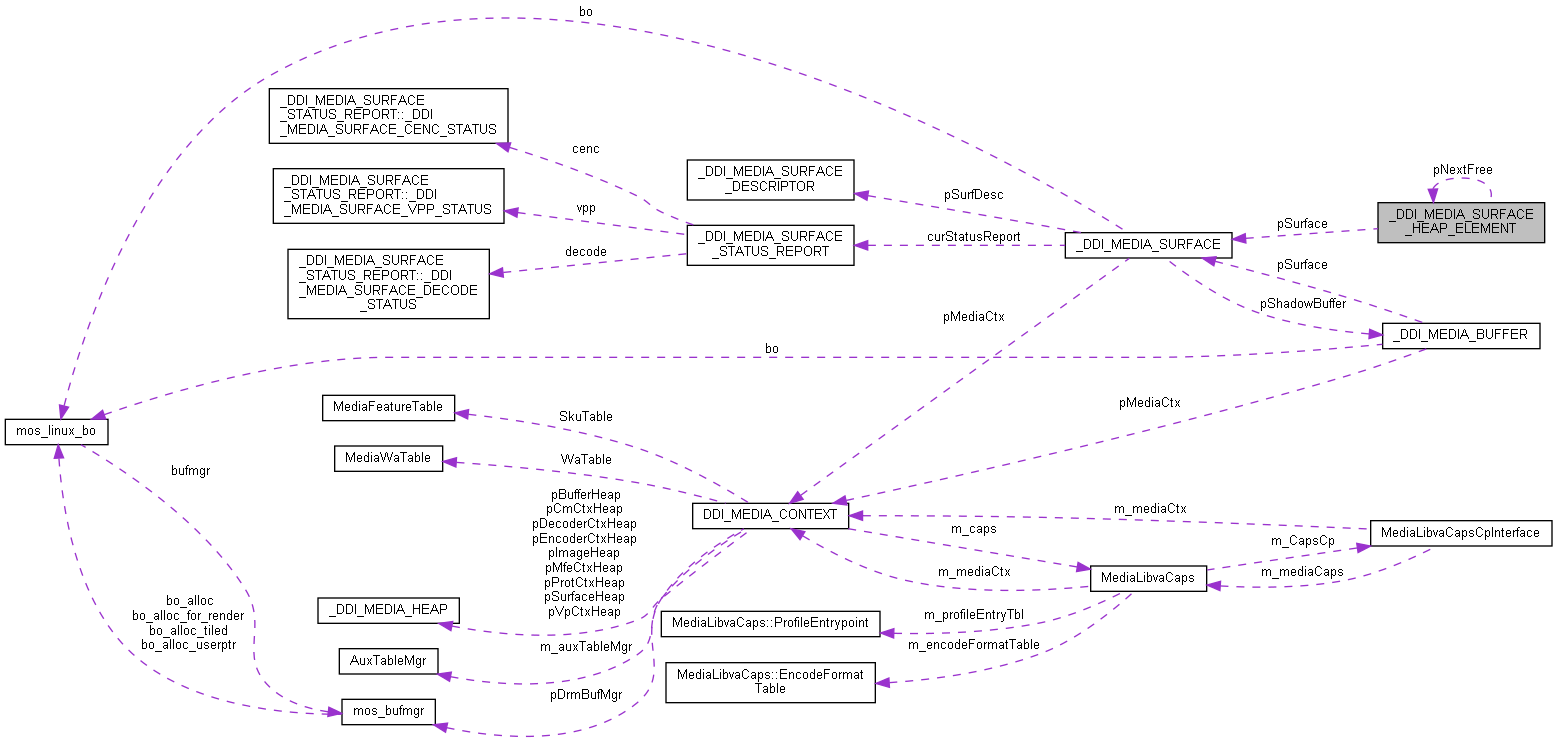 bo
_DDI_MEDIA_SURFACE
_STATUS_REPORT::_DDI
_MEDIA_SURFACE_CENC_STATUS
cenc
_DDI_MEDIA_SURFACE
_STATUS_REPORT::_DDI
_MEDIA_SURFACE_VPP_STATUS
vpp
_DDI_MEDIA_SURFACE
_STATUS_REPORT::_DDI
_MEDIA_SURFACE_DECODE
_STATUS
decode
_DDI_MEDIA_SURFACE
_DESCRIPTOR
_DDI_MEDIA_SURFACE
_STATUS_REPORT
pSurfDesc
curStatusReport
_DDI_MEDIA_SURFACE
pSurface
pNextFree
_DDI_MEDIA_SURFACE
_HEAP_ELEMENT
pSurface
pShadowBuffer
_DDI_MEDIA_BUFFER
pMediaCtx
bo
pMediaCtx
mos_linux_bo
bufmgr
MediaFeatureTable
SkuTable
MediaWaTable
WaTable
pBufferHeap
pCmCtxHeap
pDecoderCtxHeap
pEncoderCtxHeap
pImageHeap
pMfeCtxHeap
pProtCtxHeap
pSurfaceHeap
pVpCtxHeap
DDI_MEDIA_CONTEXT
m_mediaCtx
m_caps
m_CapsCp
MediaLibvaCapsCpInterface
m_mediaCtx
MediaLibvaCaps
m_mediaCaps
_DDI_MEDIA_HEAP
bo_alloc
bo_alloc_for_render
bo_alloc_tiled
bo_alloc_userptr
m_auxTableMgr
AuxTableMgr
MediaLibvaCaps::ProfileEntrypoint
m_profileEntryTbl
m_encodeFormatTable
MediaLibvaCaps::EncodeFormat
Table
pDrmBufMgr
mos_bufmgr